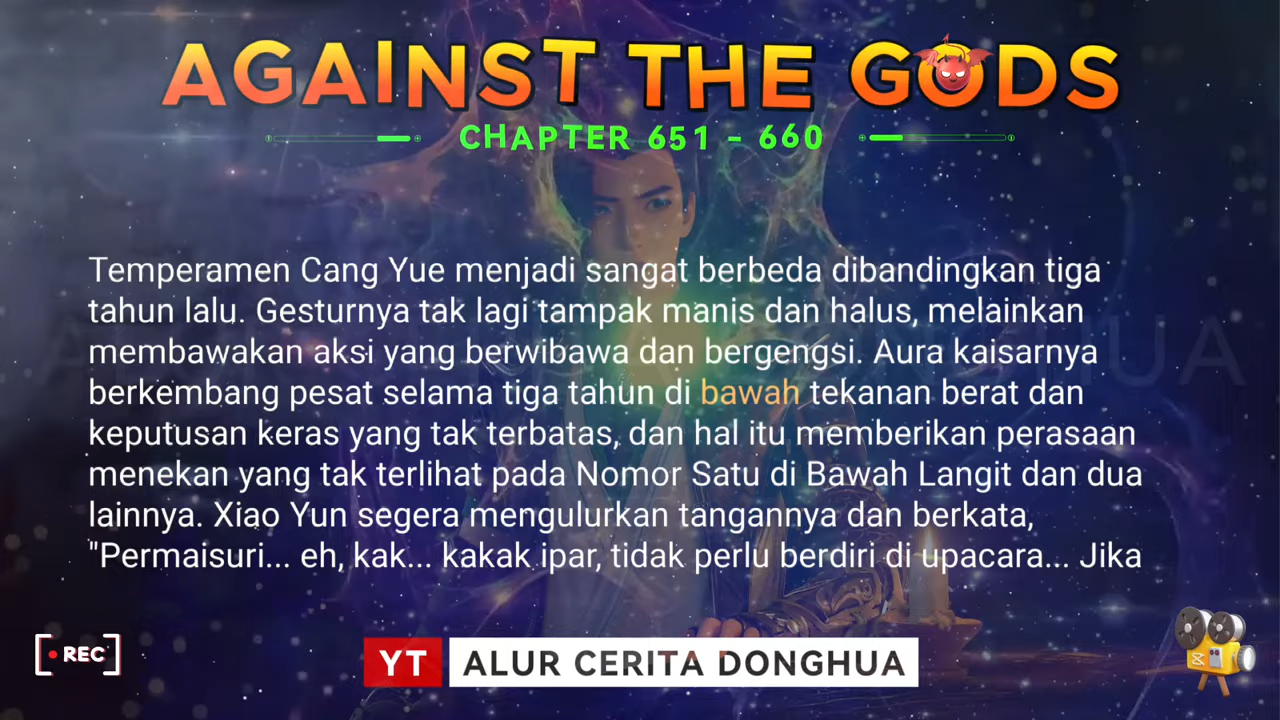 AGAINST THE GODS
CHAPTER 651 - 660
Temperamen Cang Yue menjadi sangat berbeda dibandingkan tiga
tahun lalu. Gesturnya tak lagi tampak manis dan halus, melainkan
membawakan aksi yang berwibawa dan bergengsi. Aura kaisarnya
berkembang pesat selama tiga tahun di bawah tekanan berat dan
keputusan keras yang tak terbatas, dan hal itu memberikan perasaan
menekan yang tak terlihat pada Nomor Satu di Bawah Langit dan dua
lainnya. Xiao Yun segera mengulurkan tangannya dan berkata,
"Permaisuri... eh, kak... kakak ipar, tidak perlu berdiri di upacara... Jika
REC
YT ALUR CERITA DONGHUA